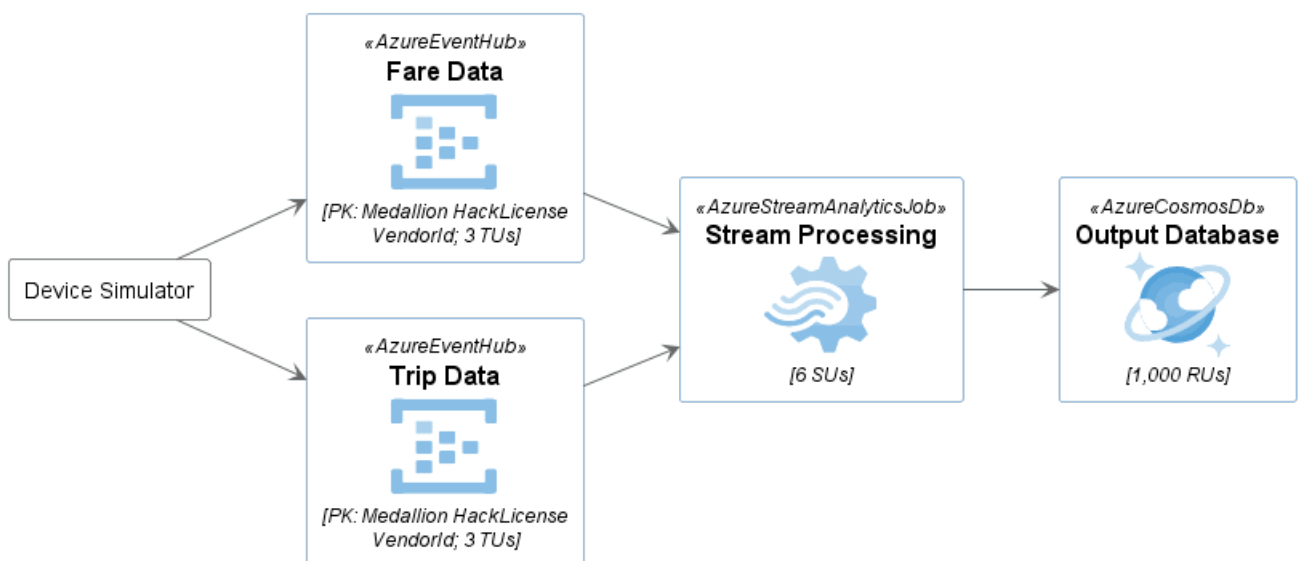 «AzureEventHub»
Fare Data
[PK: Medallion HackLicense
VendorId; 3 TUs]
Device Simulator
«AzureEventHub»
Trip Data
[PK: Medallion HackLicense
VendorId; 3 TUs]
«AzureStreamAnalyticsJob»
Stream Processing
[6 SUs]
«AzureCosmosDb»
Output Database
[1,000 RUs]